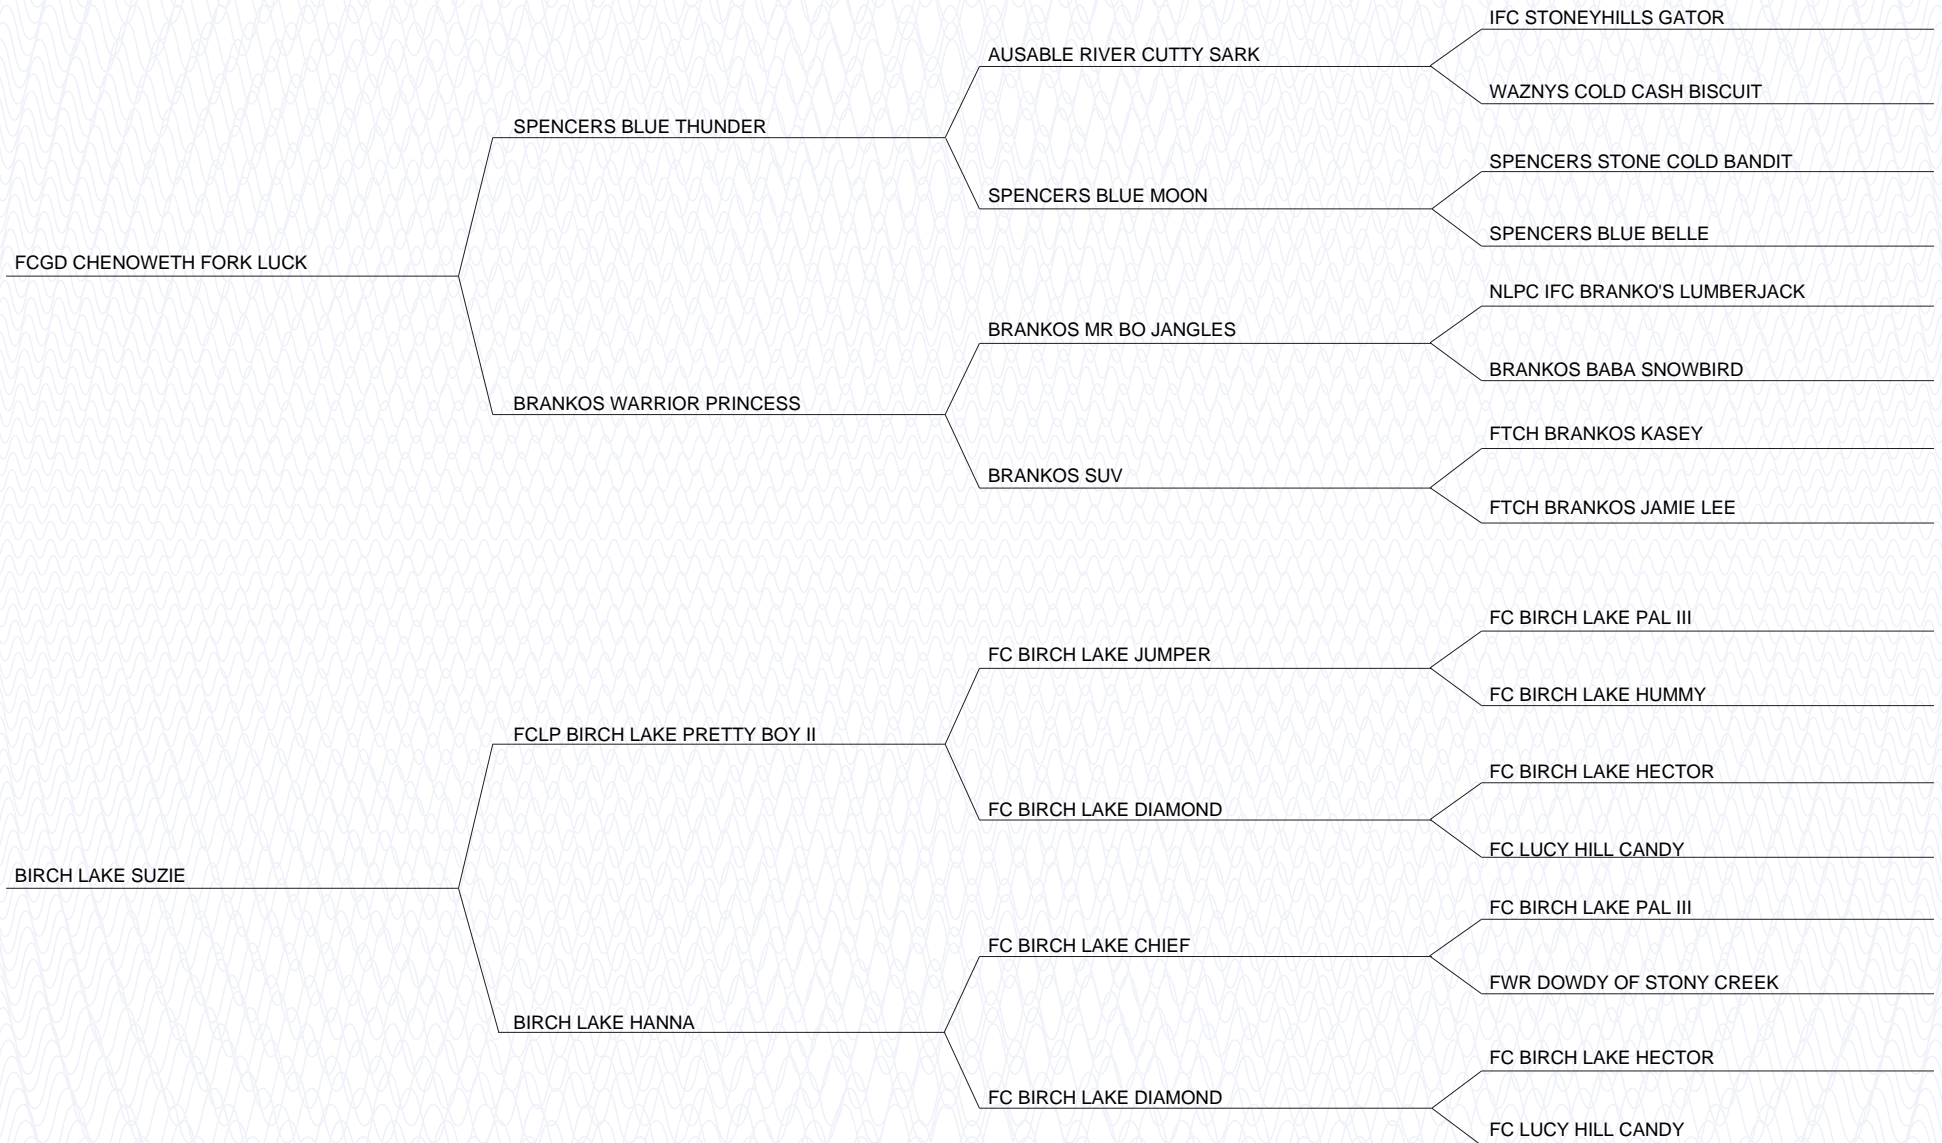 IFC STONEYHILLS GATOR
AUSABLE RIVER CUTTY SARK
WAZNYS COLD CASH BISCUIT
SPENCERS BLUE THUNDER
SPENCERS STONE COLD BANDIT
SPENCERS BLUE MOON
SPENCERS BLUE BELLE
FCGD CHENOWETH FORK LUCK
NLPC IFC BRANKO'S LUMBERJACK
BRANKOS MR BO JANGLES
BRANKOS BABA SNOWBIRD
BRANKOS WARRIOR PRINCESS
FTCH BRANKOS KASEY
BRANKOS SUV
FTCH BRANKOS JAMIE LEE
FC BIRCH LAKE PAL III
FC BIRCH LAKE JUMPER
FC BIRCH LAKE HUMMY
FCLP BIRCH LAKE PRETTY BOY II
FC BIRCH LAKE HECTOR
FC BIRCH LAKE DIAMOND
FC LUCY HILL CANDY
BIRCH LAKE SUZIE
FC BIRCH LAKE PAL III
FC BIRCH LAKE CHIEF
FWR DOWDY OF STONY CREEK
BIRCH LAKE HANNA
FC BIRCH LAKE HECTOR
FC BIRCH LAKE DIAMOND
FC LUCY HILL CANDY